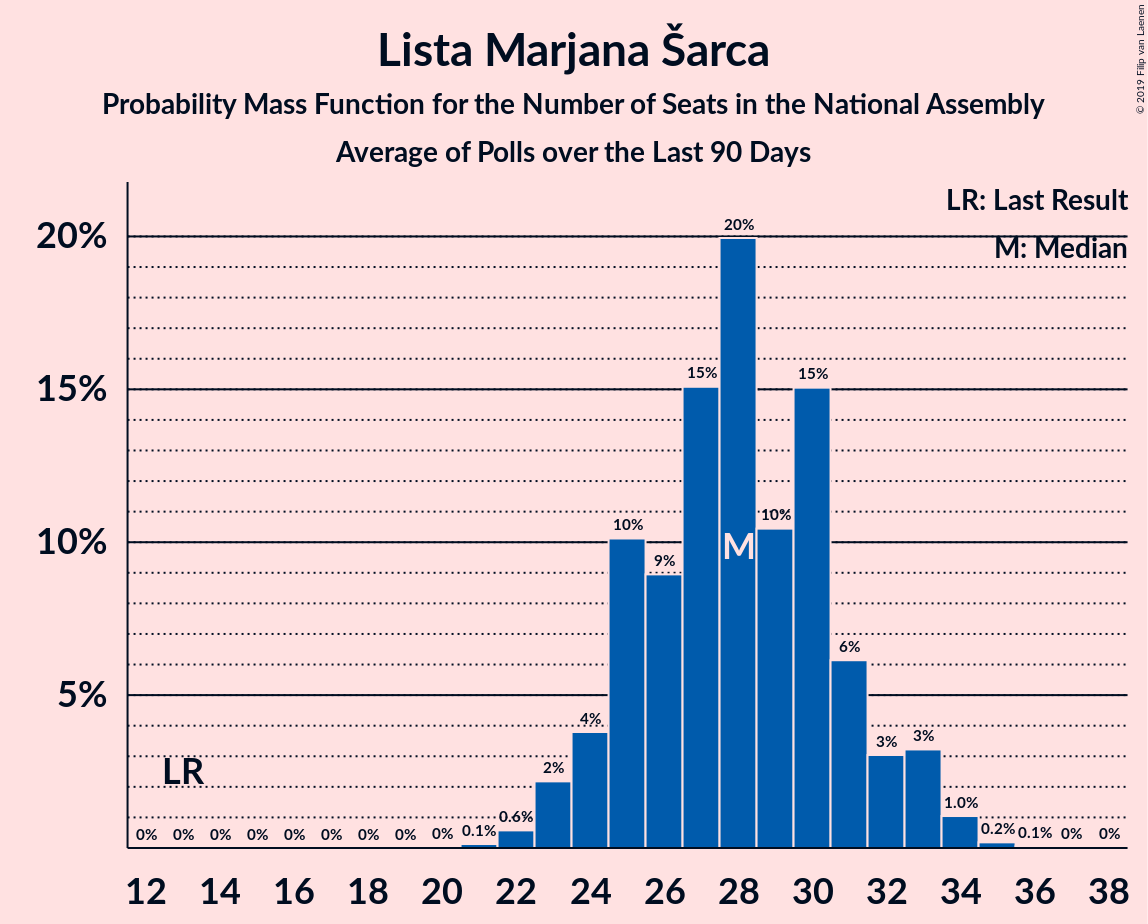 Lista Marjana Šarca
Probability Mass Function for the Number of Seats in the National Assembly
Average of Polls over the Last 90 Days
© 2019 Filip van Laenen
LR: Last Result
M: Median
20%
15%
10%
5%
LR
M
0% 0% 0% 0% 0% 0% 0% 0% 0% 0.1% 0.6% 2% 4% 10% 9% 15% 20% 10% 15% 6% 3% 3% 1.0% 0.2% 0.1% 0% 0%
12 14 16 18 20 22 24 26 28 30 32 34 36 38